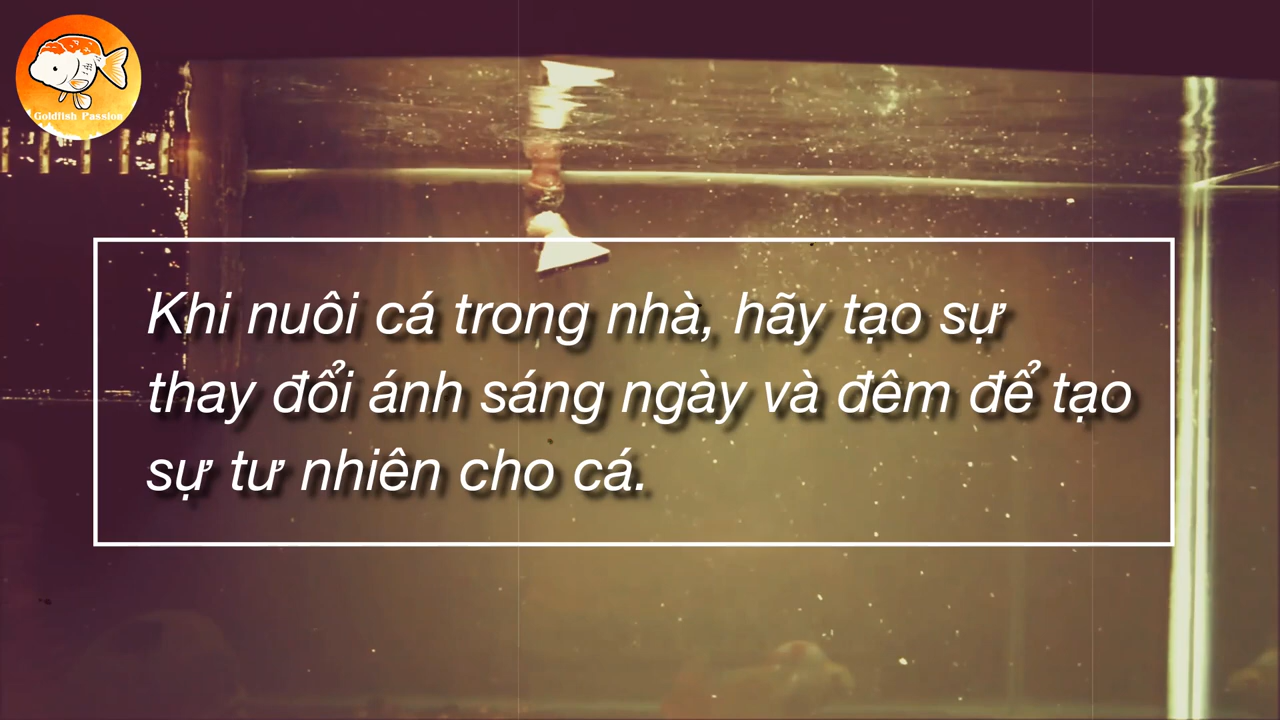 Goldfish Passion
Khi nuôi cá trong nhà, hãy tạo sự
thay đổi ánh sáng ngày và đêm để tạo
sự tư nhiên cho cá.